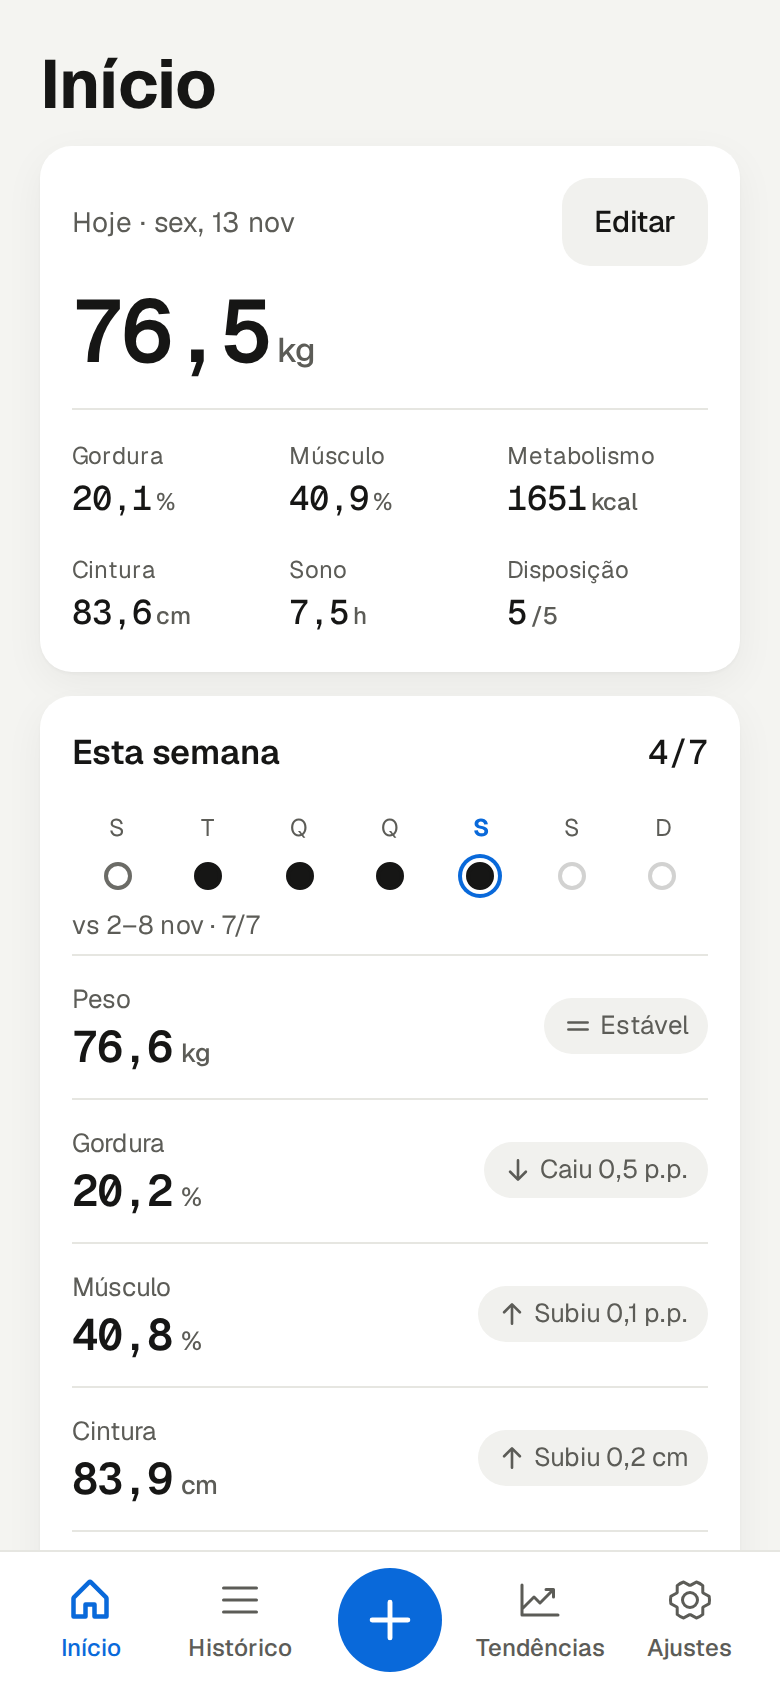 Início
Hoje · sex, 13 nov
Editar
76,5 kg
Gordura Músculo Metabolismo
20,1 % 40,9 % 1651 kcal
Cintura Sono Disposição
83,6 cm 7,5 h 5 /5
Esta semana 4/7
S T Q Q S S D
vs 2–8 nov · 7/7
Peso
76,6 kg
Estável
Gordura
20,2 %
Caiu 0,5 p.p.
Músculo
40,8 %
Subiu 0,1 p.p.
Cintura
83,9 cm
Subiu 0,2 cm
Início Histórico Tendências Ajustes